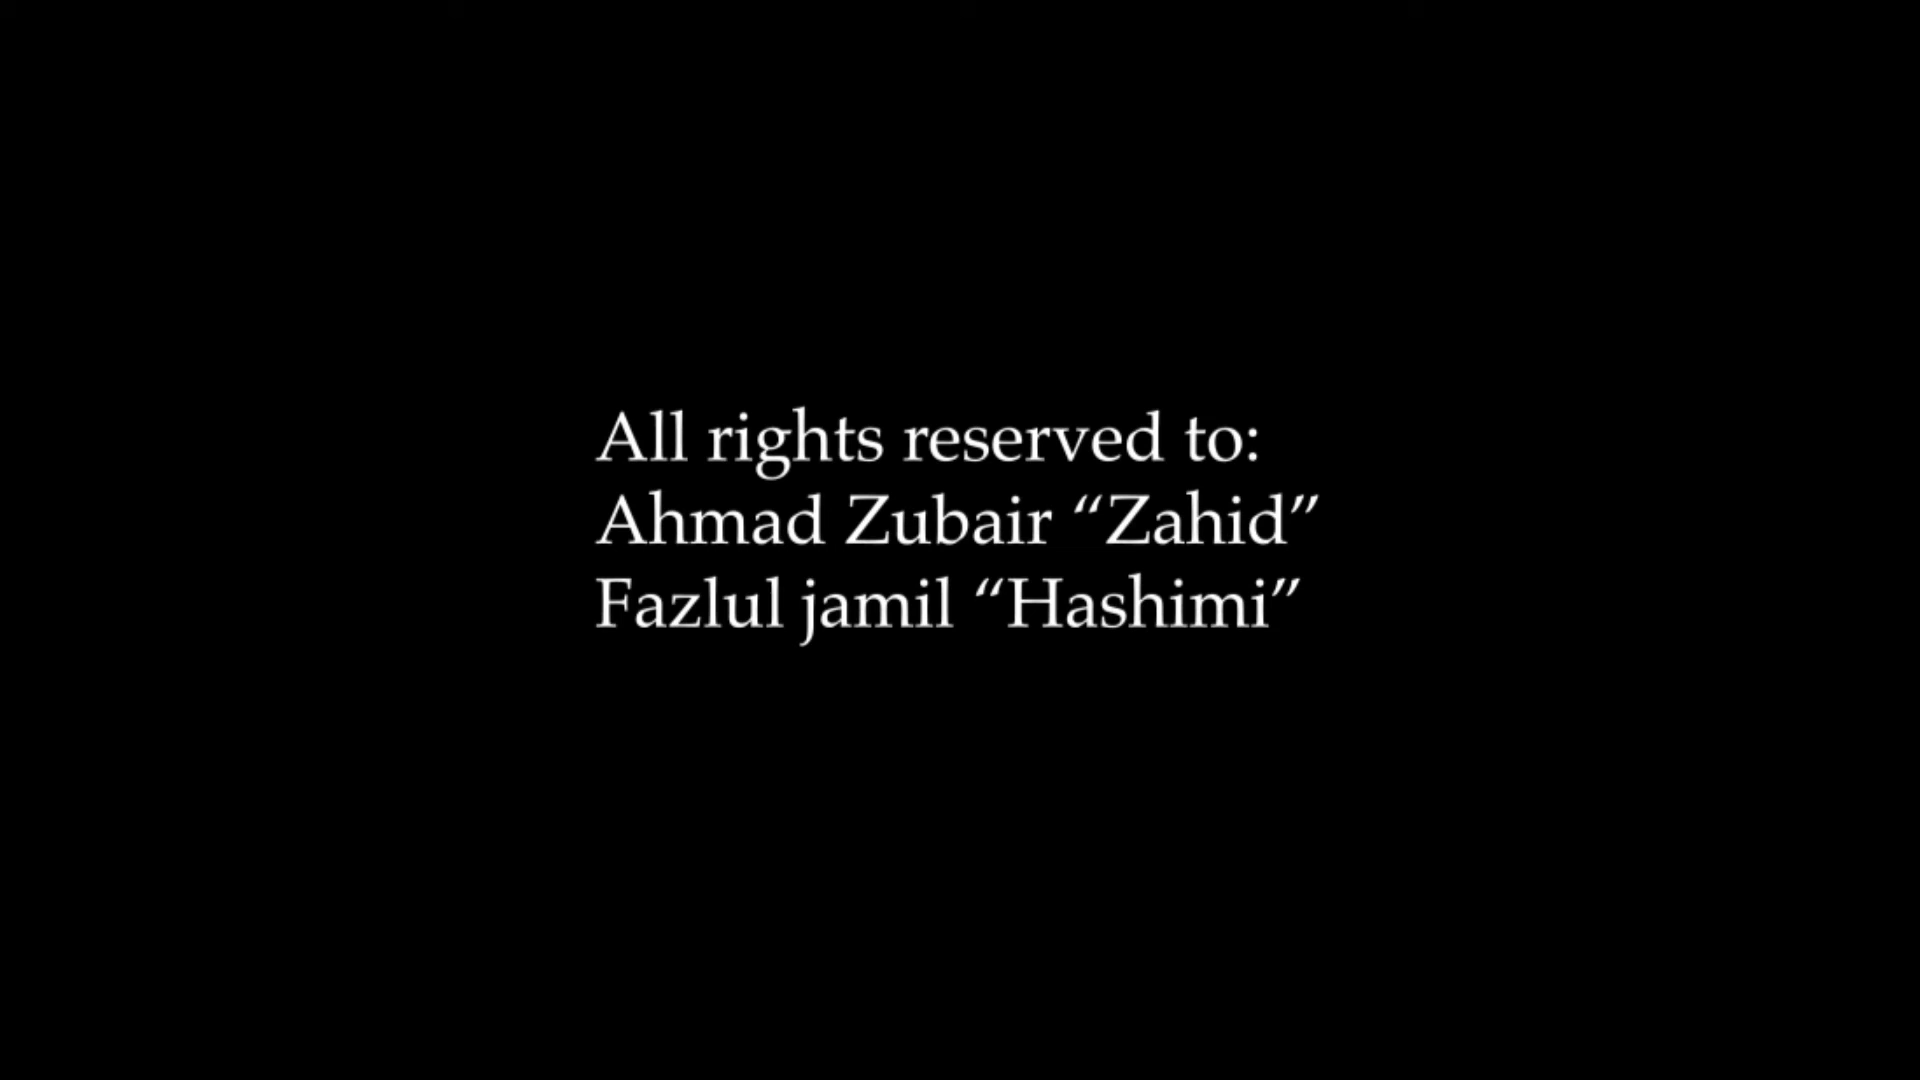 All rights reserved to:
Ahmad Zubair “Zahid”
Fazlul jamil “Hashimi”